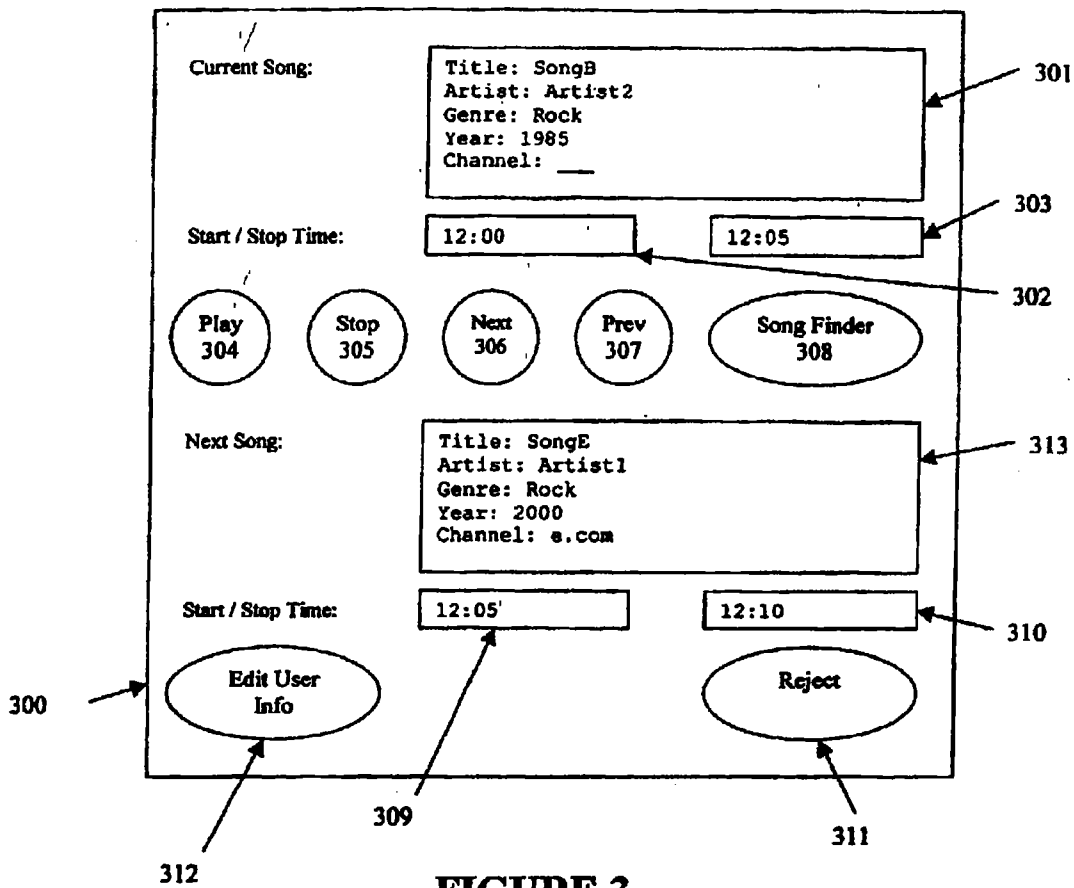 Current Song:
Title: SongB
Artist: Artist2
Genre: Rock
Year: 1985
Channel: ___
301
Start / Stop Time:
12:00
12:05
303
302
Play
304
Stop
305
Next
306
Prev
307
Song Finder
308
Next Song:
Title: SongE
Artist: Artist1
Genre: Rock
Year: 2000
Channel: e.com
313
Start / Stop Time:
12:05
12:10
310
300
Edit User
Info
Reject
309
311
312